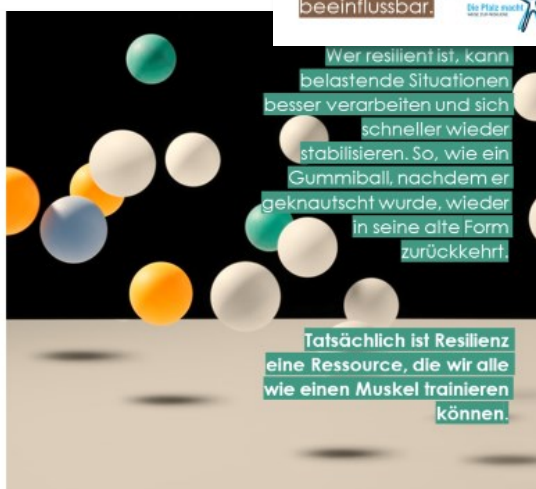 beeinflussbar.
Die Pfalz macht
Wer resilient ist, kann
belastende Situationen
besser verarbeiten und sich
schneller wieder
stabilisieren. So, wie ein
Gummiball, nachdem er
geknautscht wurde, wieder
in seine alte Form
zurückkehrt.
Tatsächlich ist Resilienz
eine Ressource, die wir alle
wie einen Muskel trainieren
können.